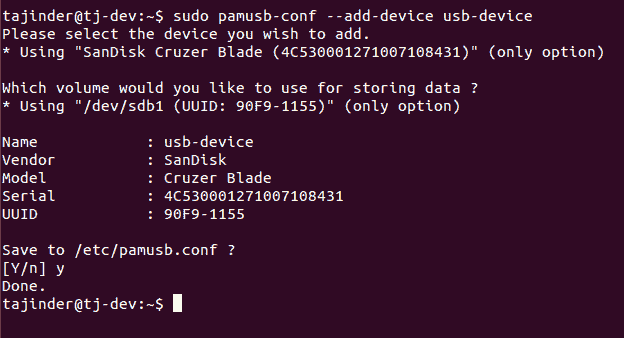 tajinder@tj-dev:~$ sudo pamusb-conf --add-device usb-device
Please select the device you wish to add.
* Using "SanDisk Cruzer Blade (4C530001271007108431)" (only option)

Which volume would you like to use for storing data ?
* Using "/dev/sdb1 (UUID: 90F9-1155)" (only option)

Name            : usb-device
Vendor          : SanDisk
Model           : Cruzer Blade
Serial          : 4C530001271007108431
UUID            : 90F9-1155

Save to /etc/pamusb.conf ?
[Y/n] y
Done.
tajinder@tj-dev:~$